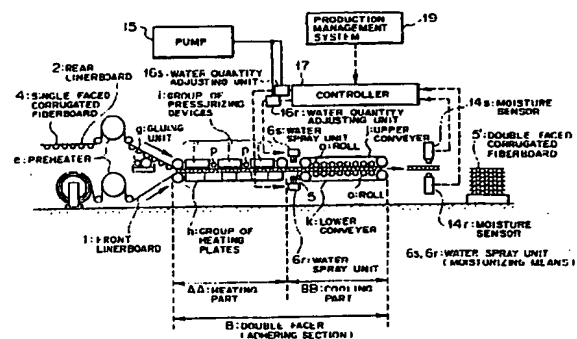 15
PUMP
PRODUCTION
MANAGEMENT
SYSTEM
19
16s: WATER QUANTITY
ADJUSTING UNIT
17
CONTROLLER
2: REAR
LINERBOARD
4: SINGLE FACED
CORRUGATED
FIBERBOARD
i: GROUP OF
PRESSURIZING
DEVICES
16r: WATER QUANTITY
ADJUSTING UNIT
14s: MOISTURE
SENSOR
g: GLUING
UNIT
6s: WATER
SPRAY UNIT
j: UPPER
CONVEYER
5: DOUBLE FACED
CORRUGATED
FIBERBOARD
P
P
o: ROLL
e: PREHEATER
5
o: ROLL
h: GROUP OF
HEATING
PLATES
k: LOWER
CONVEYER
14r: MOISTURE
SENSOR
1: FRONT
LINERBOARD
6r: WATER
SPRAY UNIT
6s, 6r: WATER SPRAY UNIT
(MOISTURIZING MEANS)
AA: HEATING
PART
BB: COOLING
PART
B: DOUBLE FACER
(ADHERING SECTION)